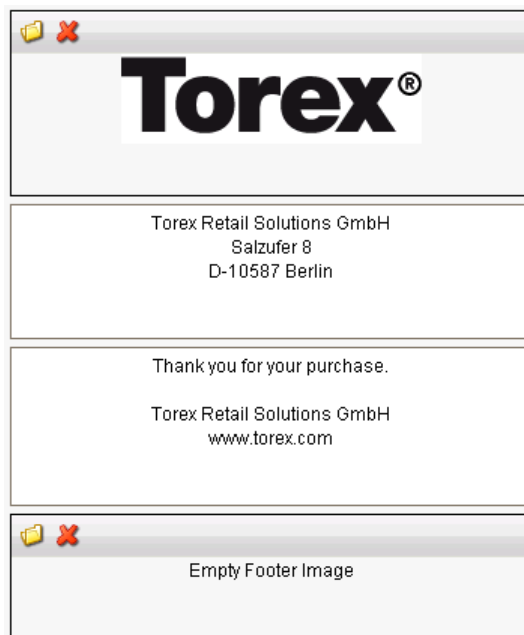 Torex®
Torex Retail Solutions GmbH
Salzufer 8
D-10587 Berlin
Thank you for your purchase.
Torex Retail Solutions GmbH
www.torex.com
Empty Footer Image